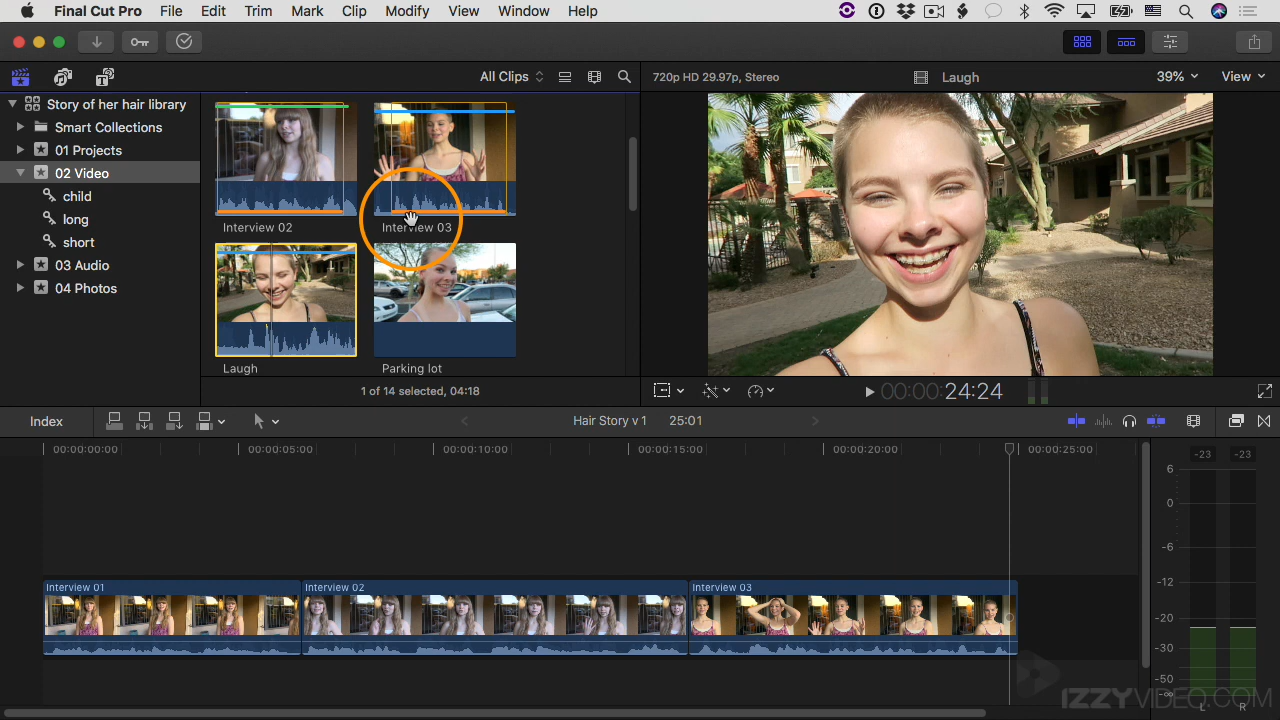 Final Cut Pro File Edit Trim Mark Clip Modify View Window Help
All Clips
720p HD 29.97p, Stereo
Laugh
39%
View
Story of her hair library
Smart Collections
01 Projects
02 Video
child
long
short
03 Audio
04 Photos
Interview 02
Interview 03
Laugh
Parking lot
1 of 14 selected, 04:18
00:00:24:24
Index
Hair Story v 1
25:01
00:00:00:00
00:00:05:00
00:00:10:00
00:00:15:00
00:00:20:00
00:00:25:00
Interview 01
Interview 02
Interview 03
-23 -23
6
0
-6
-12
-20
-30
-50
-∞
L R
IZZYVIDEO.COM